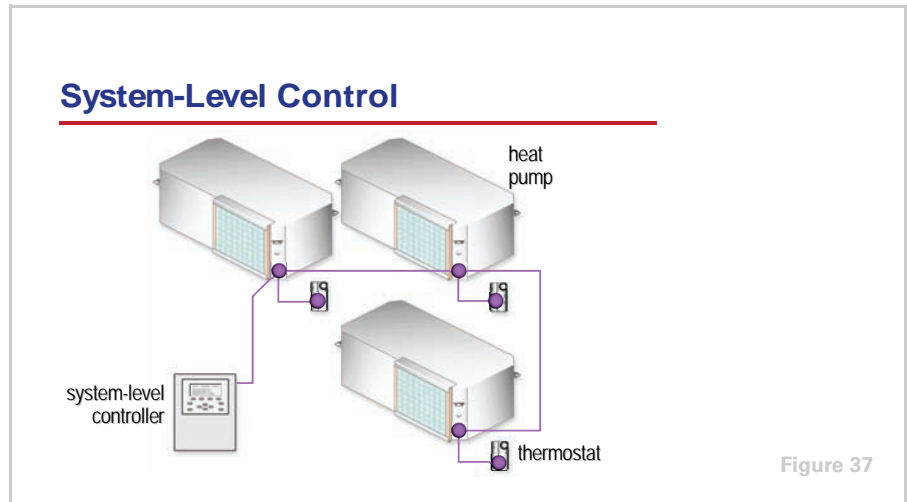 System-Level Control
heat
pump
system-level
controller
thermostat
Figure 37